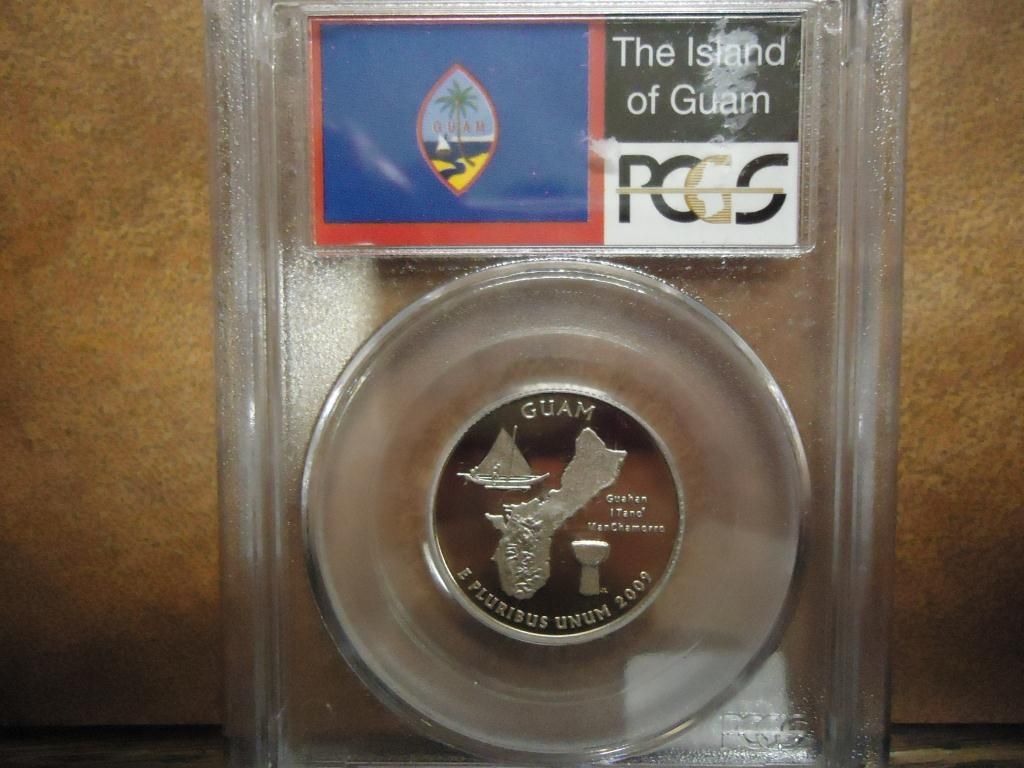 The Island
of Guam
GUAM
PCGS
GUAM
Guahan
I Tano'
ManChamorro
E PLURIBUS UNUM 2009
PCGS